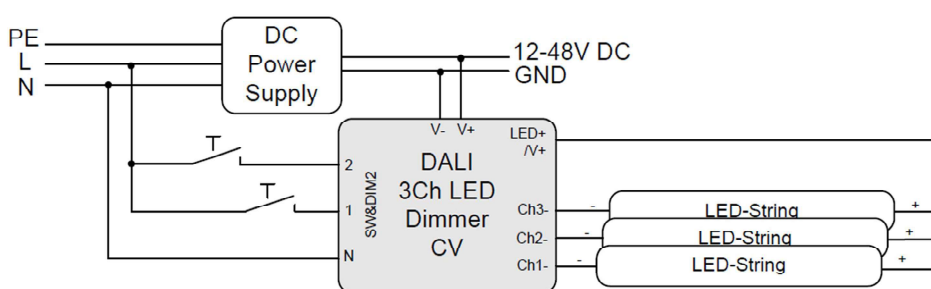 PE
L
N
DC
Power
Supply
12-48V DC
GND
V-
V+
LED+
/V+
DALI
3Ch LED
Dimmer
CV
SW&DIM2
2
1
N
Ch3-
Ch2-
Ch1-
-
LED-String
+
-
LED-String
+
-
LED-String
+